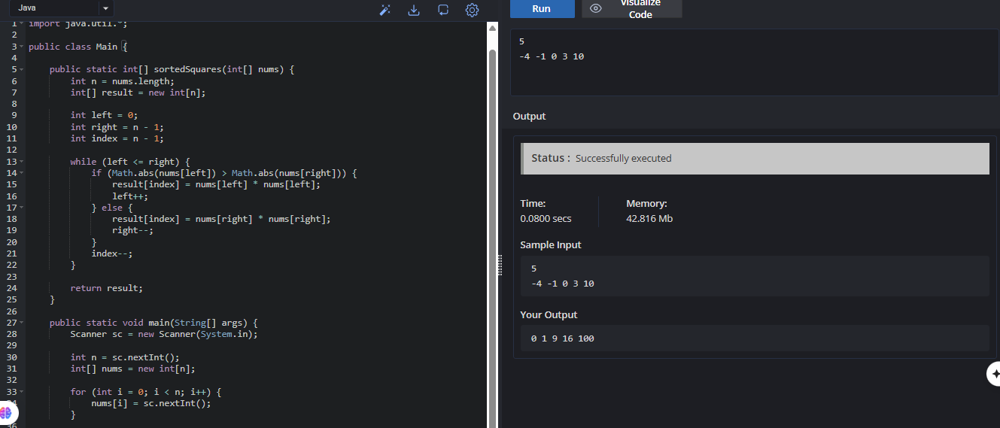 Java
1 import java.util.*;
2
3 public class Main {
4
5 public static int[] sortedSquares(int[] nums) {
6 int n = nums.length;
7 int[] result = new int[n];
8
9 int left = 0;
10 int right = n - 1;
11 int index = n - 1;
12
13 while (left <= right) {
14 if (Math.abs(nums[left]) > Math.abs(nums[right])) {
15 result[index] = nums[left] * nums[left];
16 left++;
17 } else {
18 result[index] = nums[right] * nums[right];
19 right--;
20 }
21 index--;
22 }
23
24 return result;
25 }
26
27 public static void main(String[] args) {
28 Scanner sc = new Scanner(System.in);
29
30 int n = sc.nextInt();
31 int[] nums = new int[n];
32
33 for (int i = 0; i < n; i++) {
nums[i] = sc.nextInt();
}
36
Run
Visualize
Code
5
-4 -1 0 3 10
Output
Status : Successfully executed
Time:
0.0800 secs
Memory:
42.816 Mb
Sample Input
5
-4 -1 0 3 10
Your Output
0 1 9 16 100